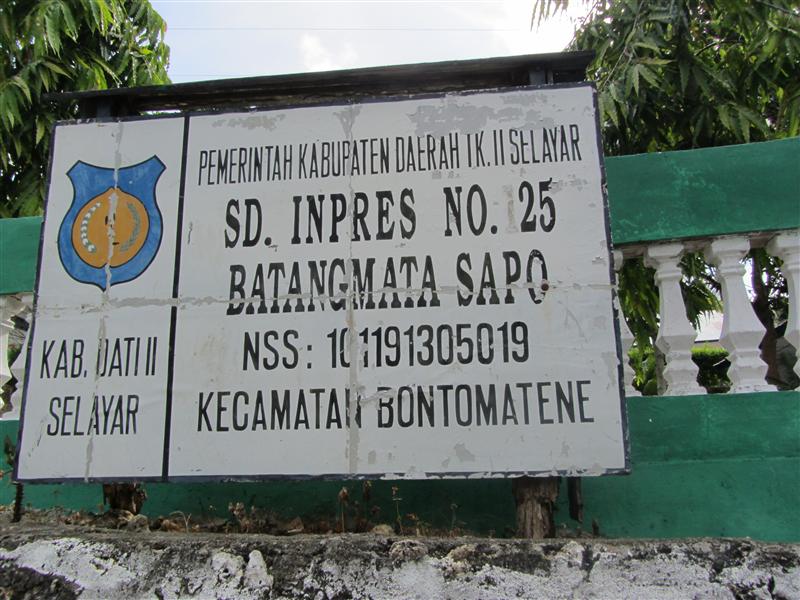 KAB. DATI II
SELAYAR
PEMERINTAH KABUPATEN DAERAH TK. II SELAYAR
SD. INPRES NO. 25
BATANGMATA SAPO
NSS : 101191305019
KECAMATAN BONTOMATENE